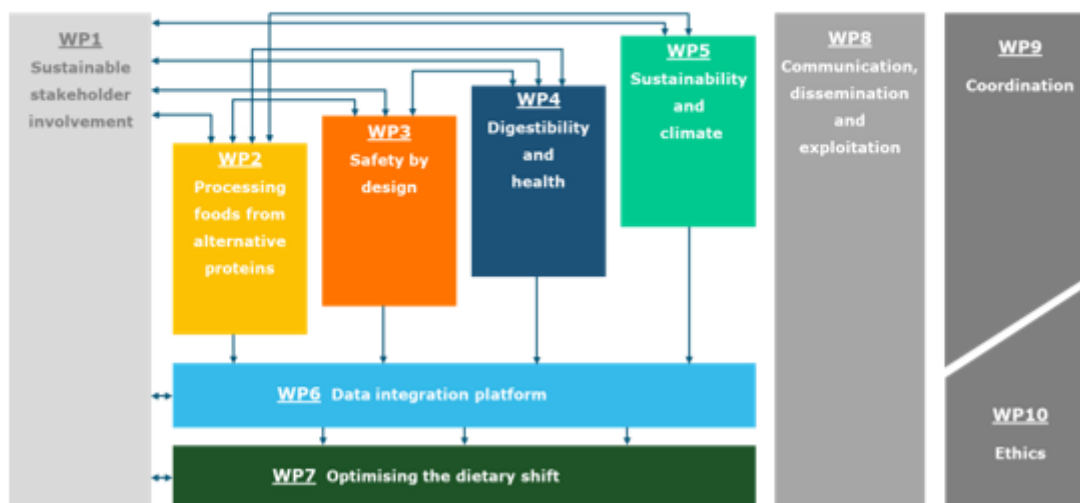 WP1
Sustainable
stakeholder
involvement
WP2
Processing
foods from
alternative
proteins
WP3
Safety by
design
WP4
Digestibility
and
health
WP5
Sustainability
and
climate
WP6 Data integration platform
WP7 Optimising the dietary shift
WP8
Communication,
dissemination
and
exploitation
WP9
Coordination
WP10
Ethics